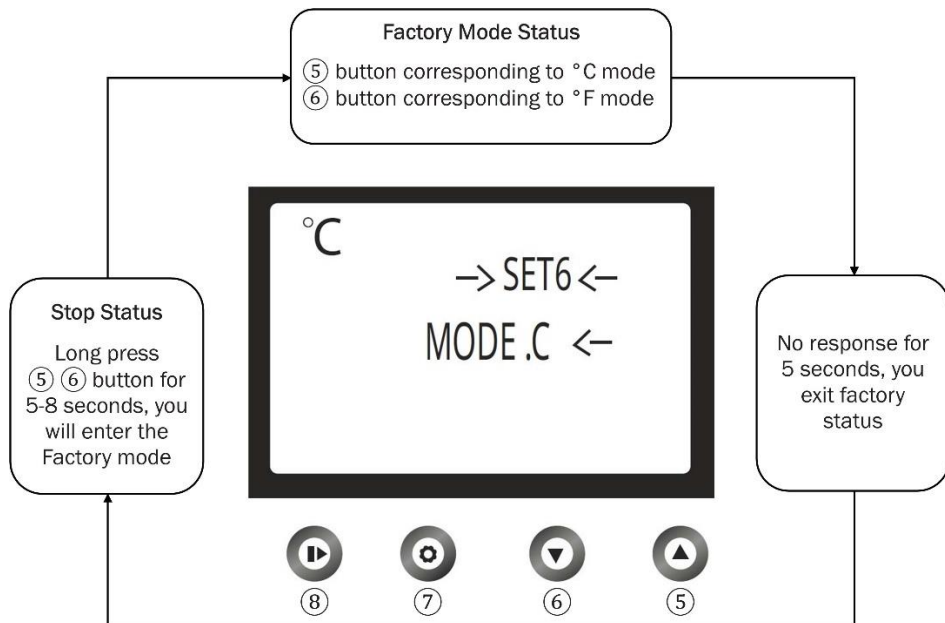 Factory Mode Status
⑤ button corresponding to °C mode
⑥ button corresponding to °F mode
Stop Status
Long press
⑤ ⑥ button for
5-8 seconds, you
will enter the
Factory mode
°C
→ SET6 ←
MODE .C ←
No response for
5 seconds, you
exit factory
status
⑧ ⑦ ⑥ ⑤